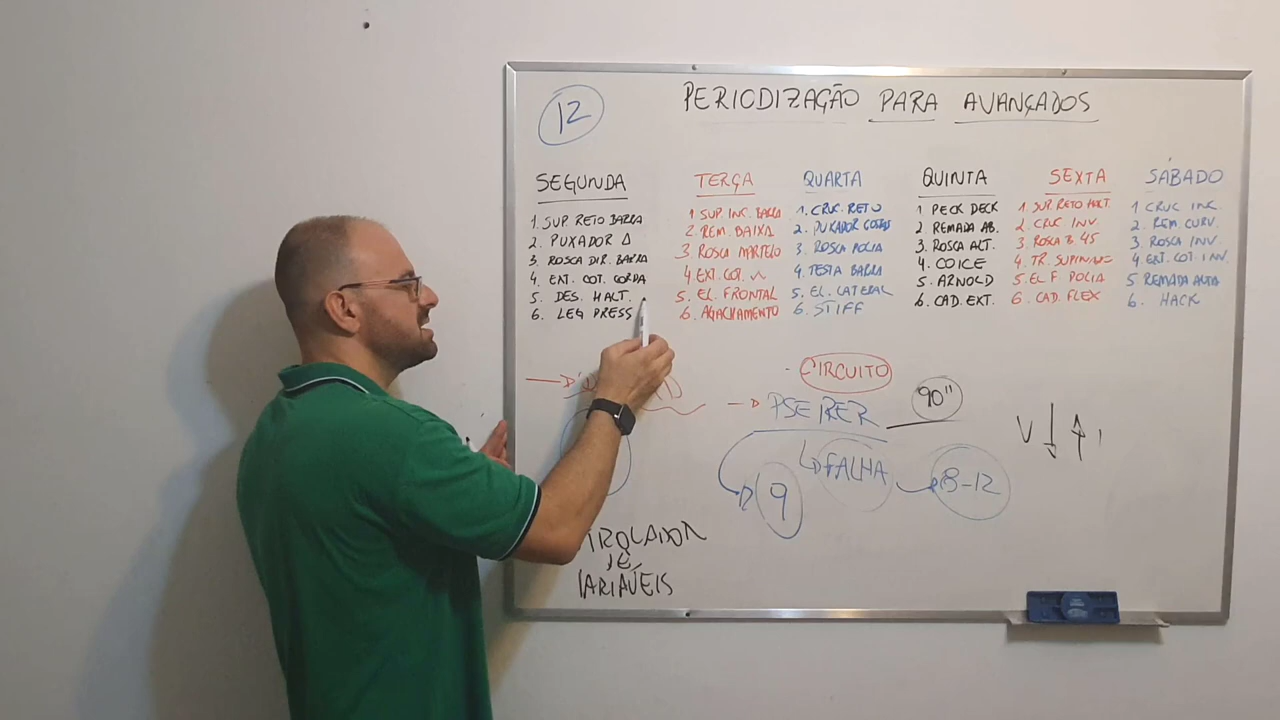 PERIODIZAÇÃO PARA AVANÇADOS
12
SEGUNDA
1. SUP. RETO BARRA
2. PUXADOR Δ
3. ROSCA DIR. BARRA
4. EXT. COT. CORDA
5. DES. HALT.
6. LEG PRESS
TERÇA
1. SUP. INC. BARRA
2. REM. BAIXA
3. ROSCA MARTELO
4 EXT. COT. V
5. EL. FRONTAL
6. AGACHAMENTO
QUARTA
1. CRUC. RETO
2. PUXADOR COSTAS
3. ROSCA POLIA
4. TESTA BARRA
5. EL. LATERAL
6. STIFF
QUINTA
1 PECK DECK
2. REMADA AB.
3. ROSCA ALT.
4. COICE
5. ARNOLD
6. CAD. EXT.
SEXTA
1. SUP. RETO HALT.
2 CRUC INV.
3. ROSCA B. 45
4. TR. SUPINADO
5 EL F POLIA
6. CAD. FLEX
SÁBADO
1 CRUC INC.
2. REM. CURV.
3. ROSCA INV.
4. EXT. COT. INV.
5 REMADA ALTA
6. HACK
CIRCUITO
PSE RER
90"
V ↓ ↑
FALHA
9
8-12
VARIÁVEIS